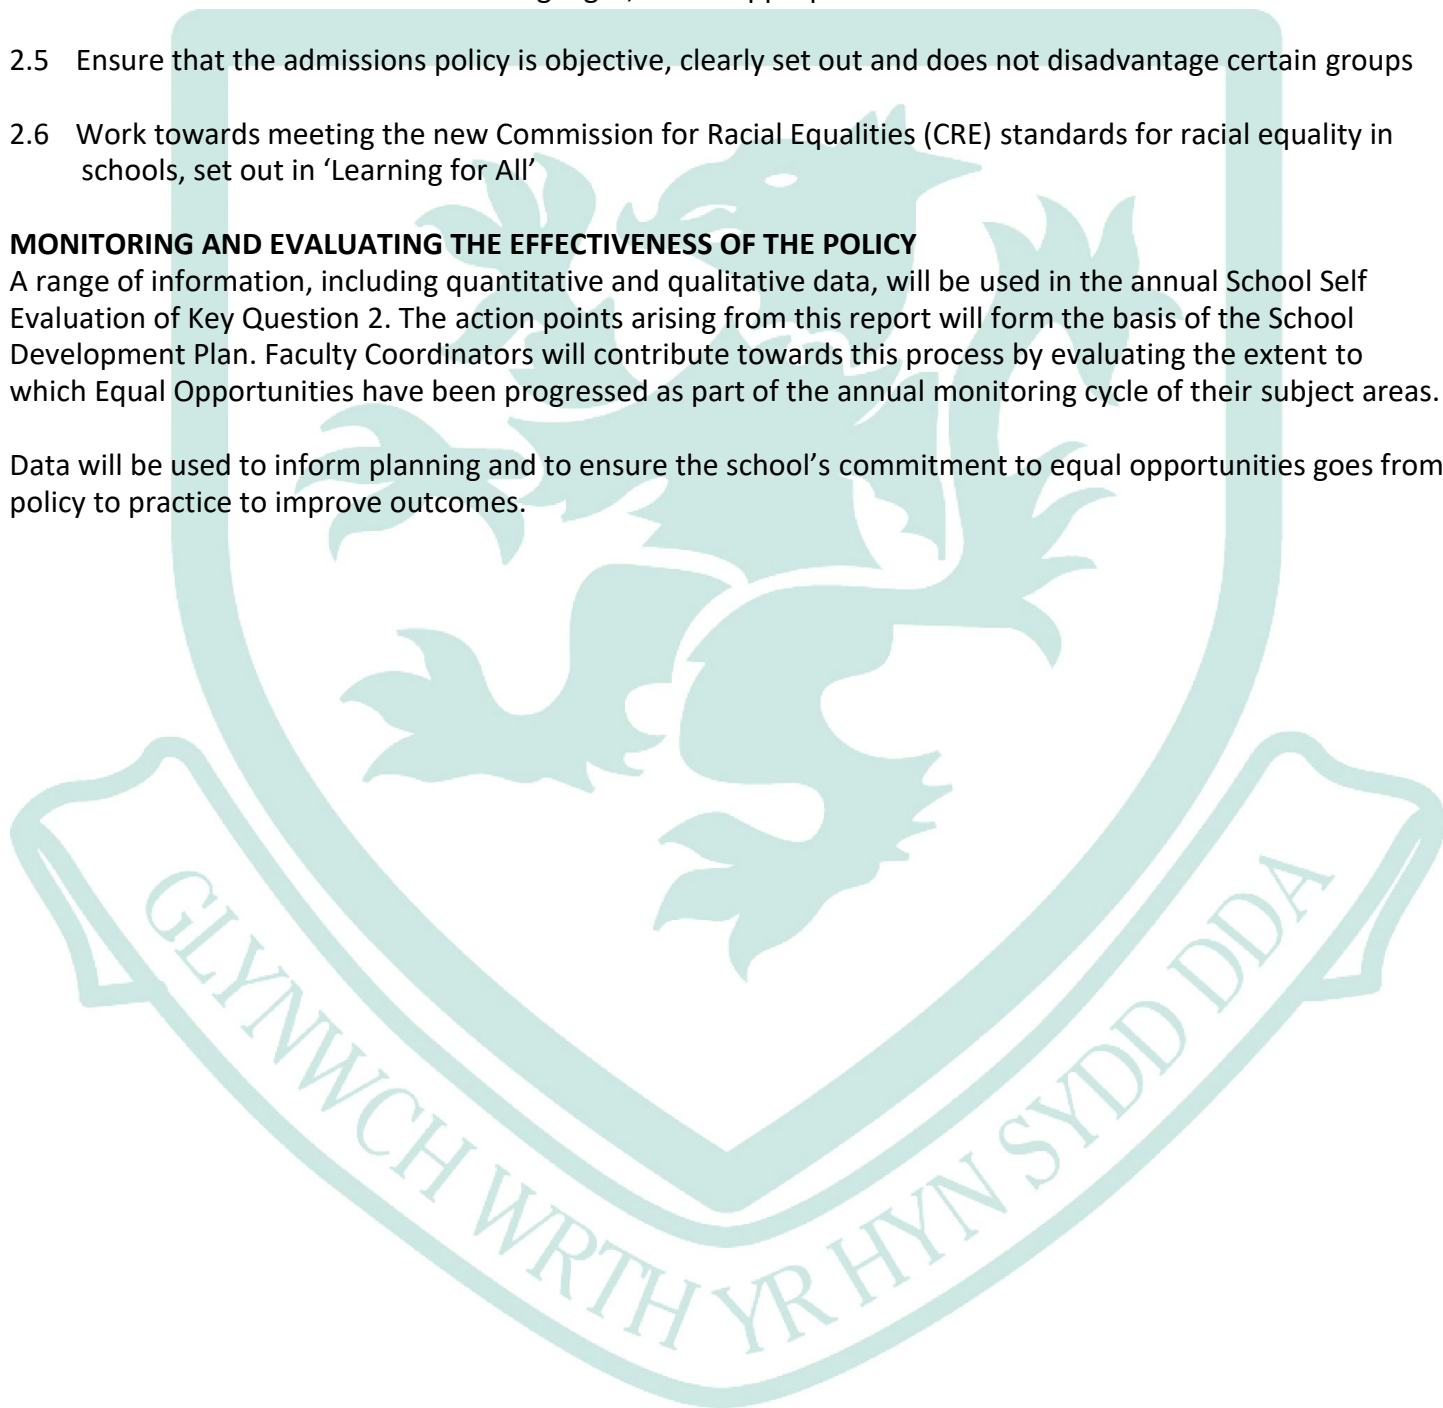 2.5 Ensure that the admissions policy is objective, clearly set out and does not disadvantage certain groups
2.6 Work towards meeting the new Commission for Racial Equalities (CRE) standards for racial equality in
schools, set out in ‘Learning for All’
MONITORING AND EVALUATING THE EFFECTIVENESS OF THE POLICY
A range of information, including quantitative and qualitative data, will be used in the annual School Self
Evaluation of Key Question 2. The action points arising from this report will form the basis of the School
Development Plan. Faculty Coordinators will contribute towards this process by evaluating the extent to
which Equal Opportunities have been progressed as part of the annual monitoring cycle of their subject areas.
Data will be used to inform planning and to ensure the school’s commitment to equal opportunities goes from
policy to practice to improve outcomes.
GLYNWCH WRTH YR HYN SYDD DDA